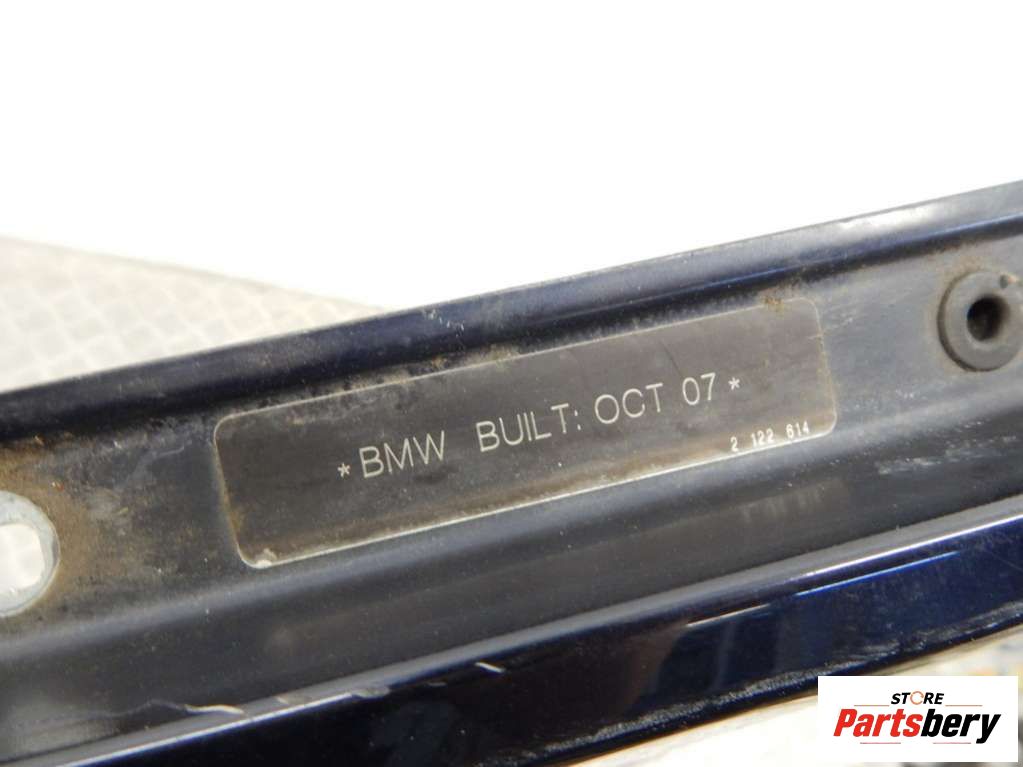 *BMW BUILT: OCT 07*
2 122 614
STORE
Partsbery